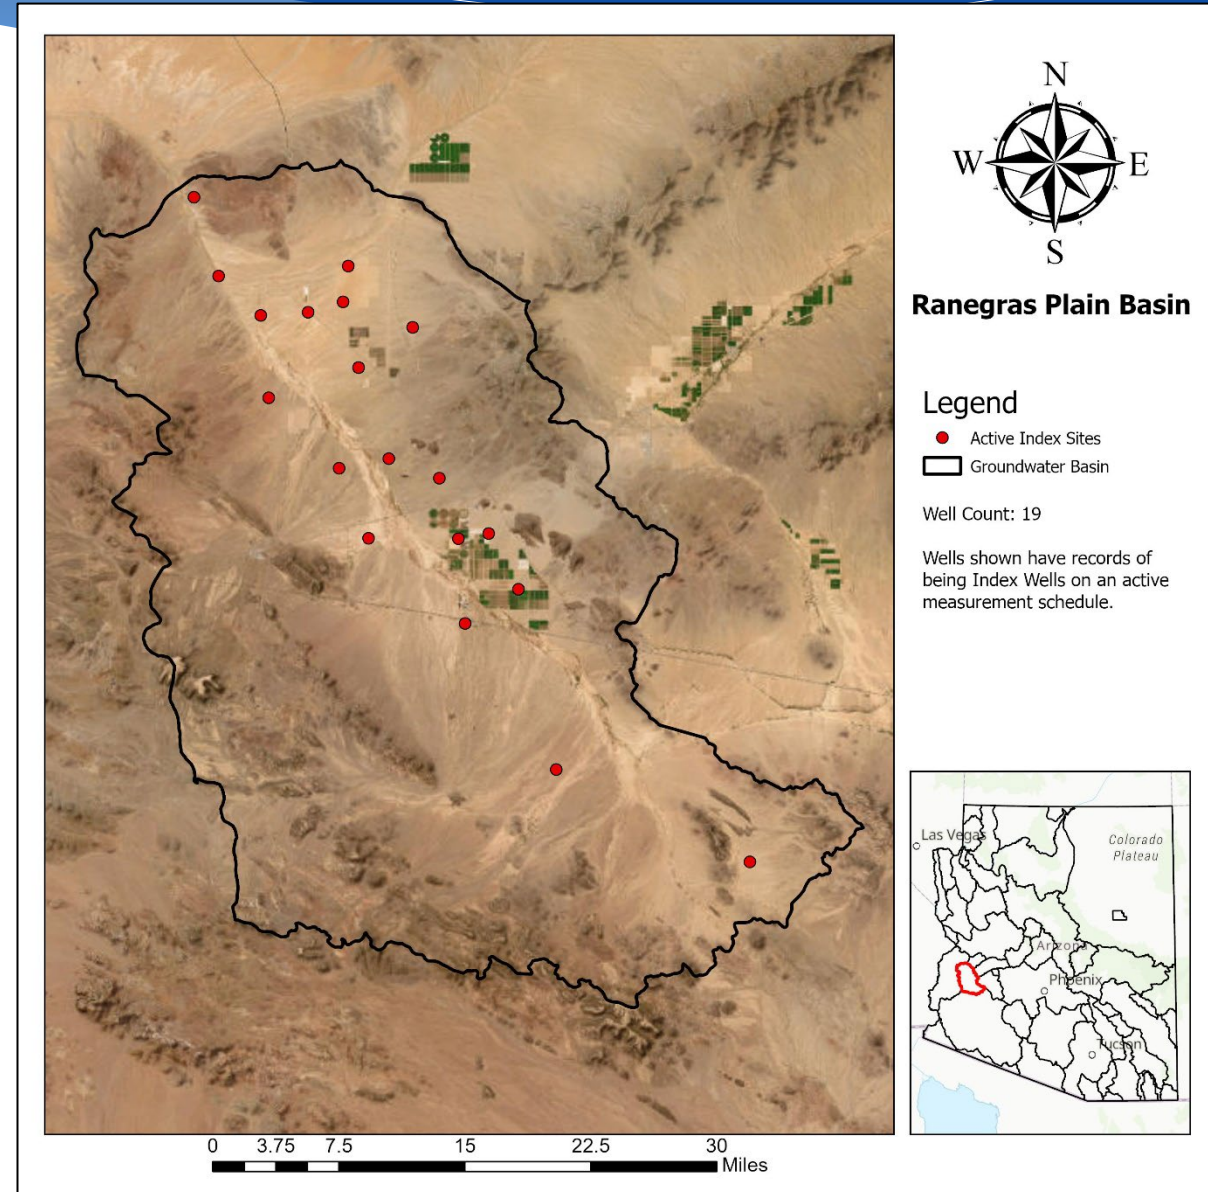 N
W
E
S
Ranegras Plain Basin
Legend
Active Index Sites
Groundwater Basin
Well Count: 19
Wells shown have records of
being Index Wells on an active
measurement schedule.
Las Vegas
Colorado
Plateau
Arizona
Phoenix
Tucson
0 3.75 7.5 15 22.5 30
Miles